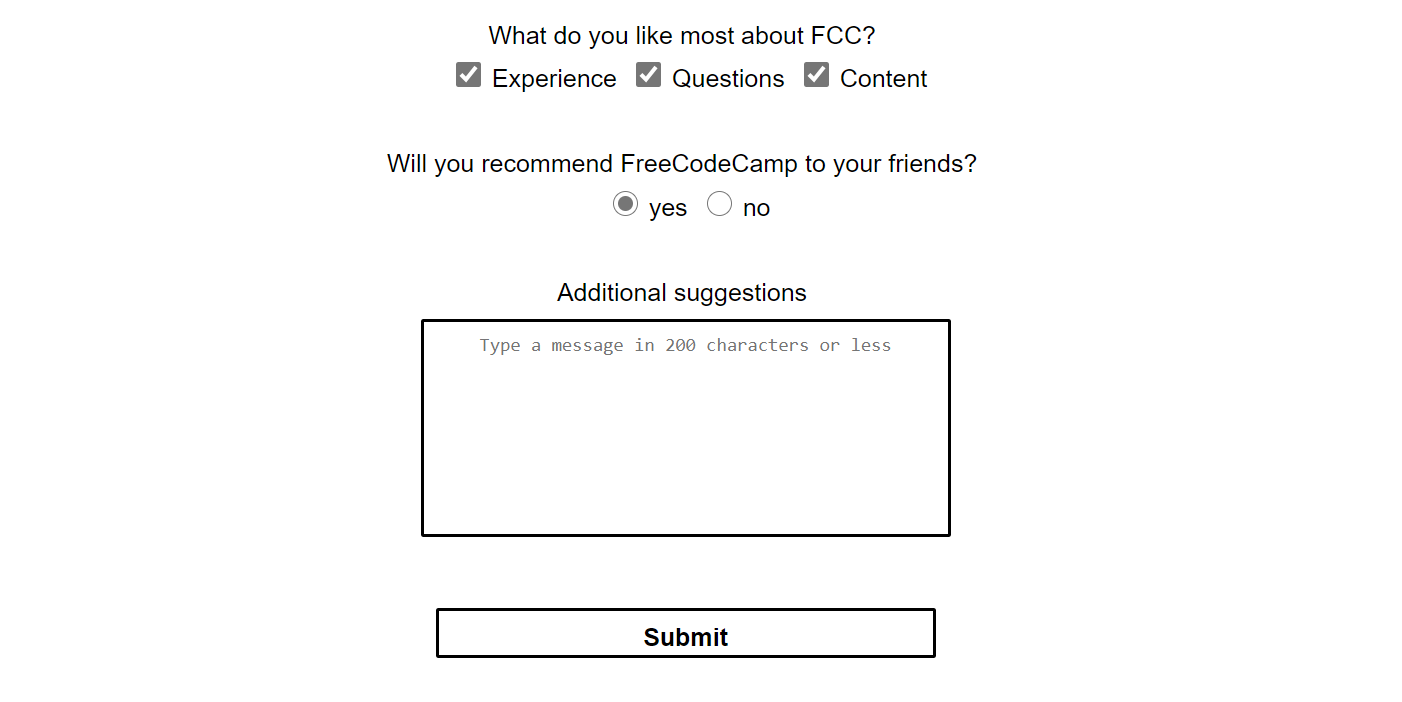 What do you like most about FCC?
Experience Questions Content
Will you recommend FreeCodeCamp to your friends?
yes no
Additional suggestions
Type a message in 200 characters or less
Submit